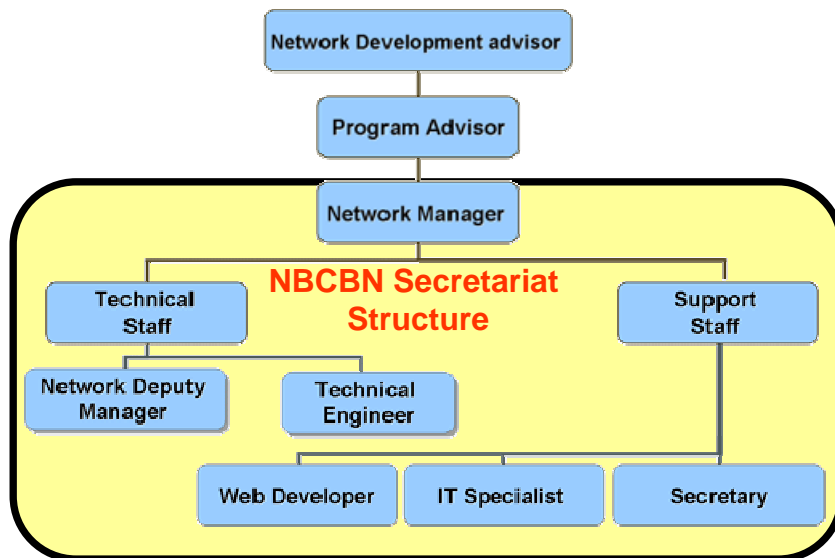 Network Development advisor
Program Advisor
Network Manager
NBCBN Secretariat
Structure
Technical
Staff
Support
Staff
Network Deputy
Manager
Technical
Engineer
Web Developer
IT Specialist
Secretary